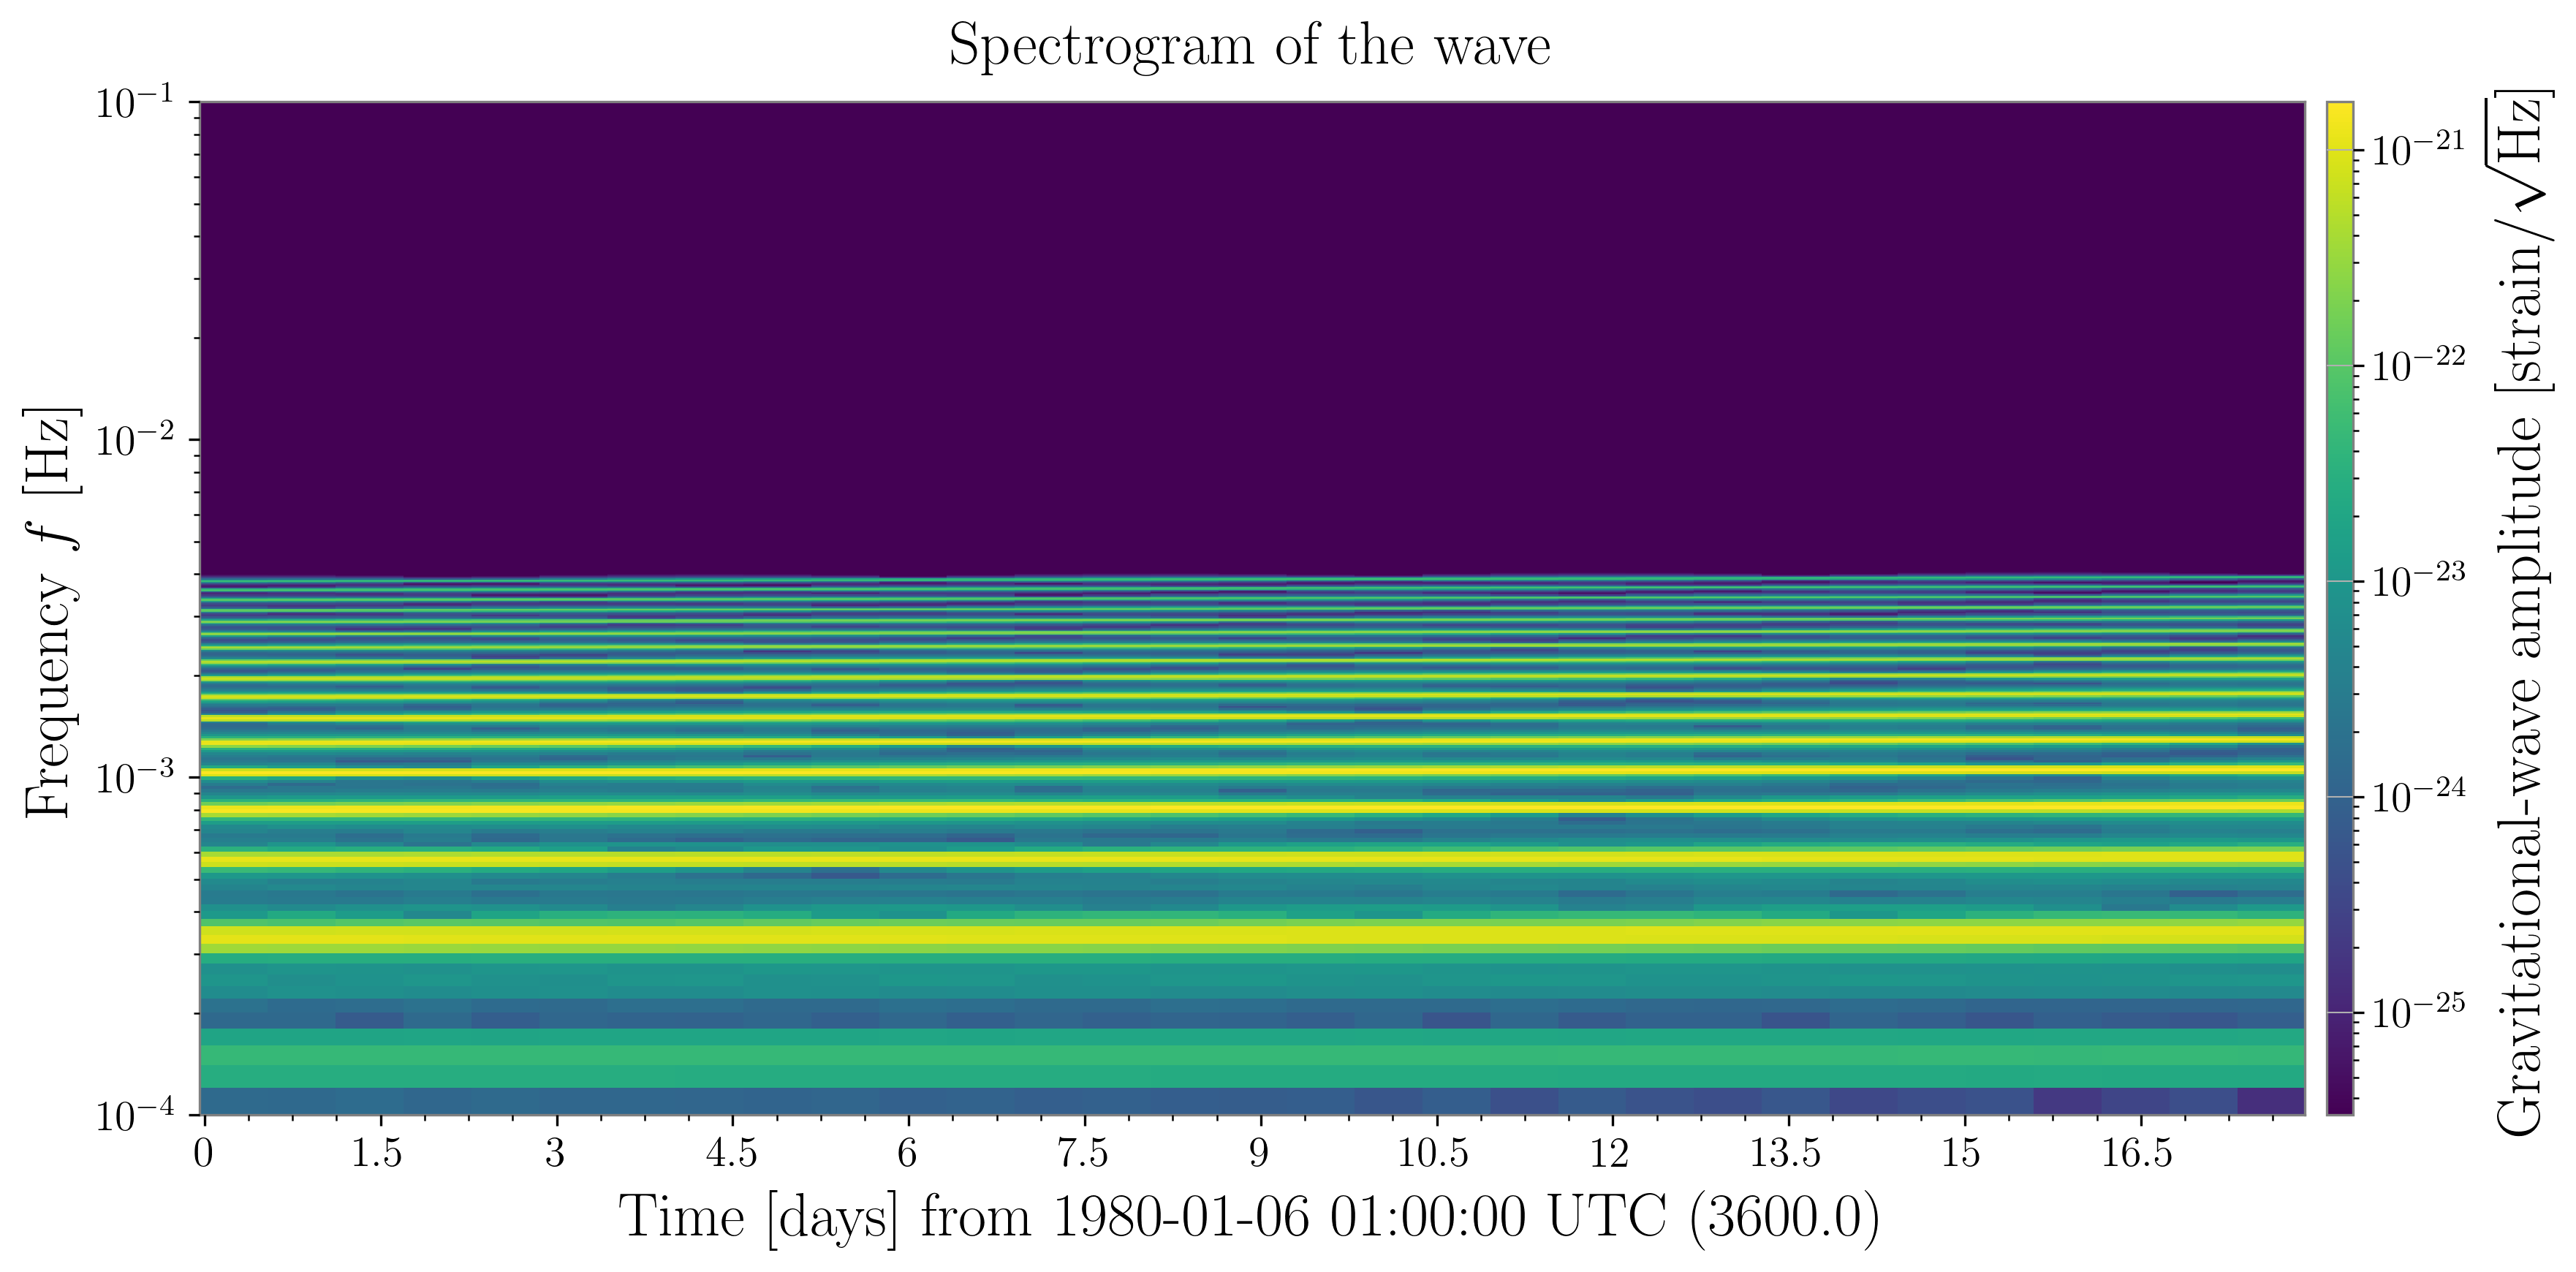 Spectrogram of the wave
10⁻¹
10⁻²
10⁻³
10⁻⁴
Frequency f [Hz]
0 1.5 3 4.5 6 7.5 9 10.5 12 13.5 15 16.5
Time [days] from 1980-01-06 01:00:00 UTC (3600.0)
10⁻²¹
10⁻²²
10⁻²³
10⁻²⁴
10⁻²⁵
Gravitational-wave amplitude [strain/√Hz]